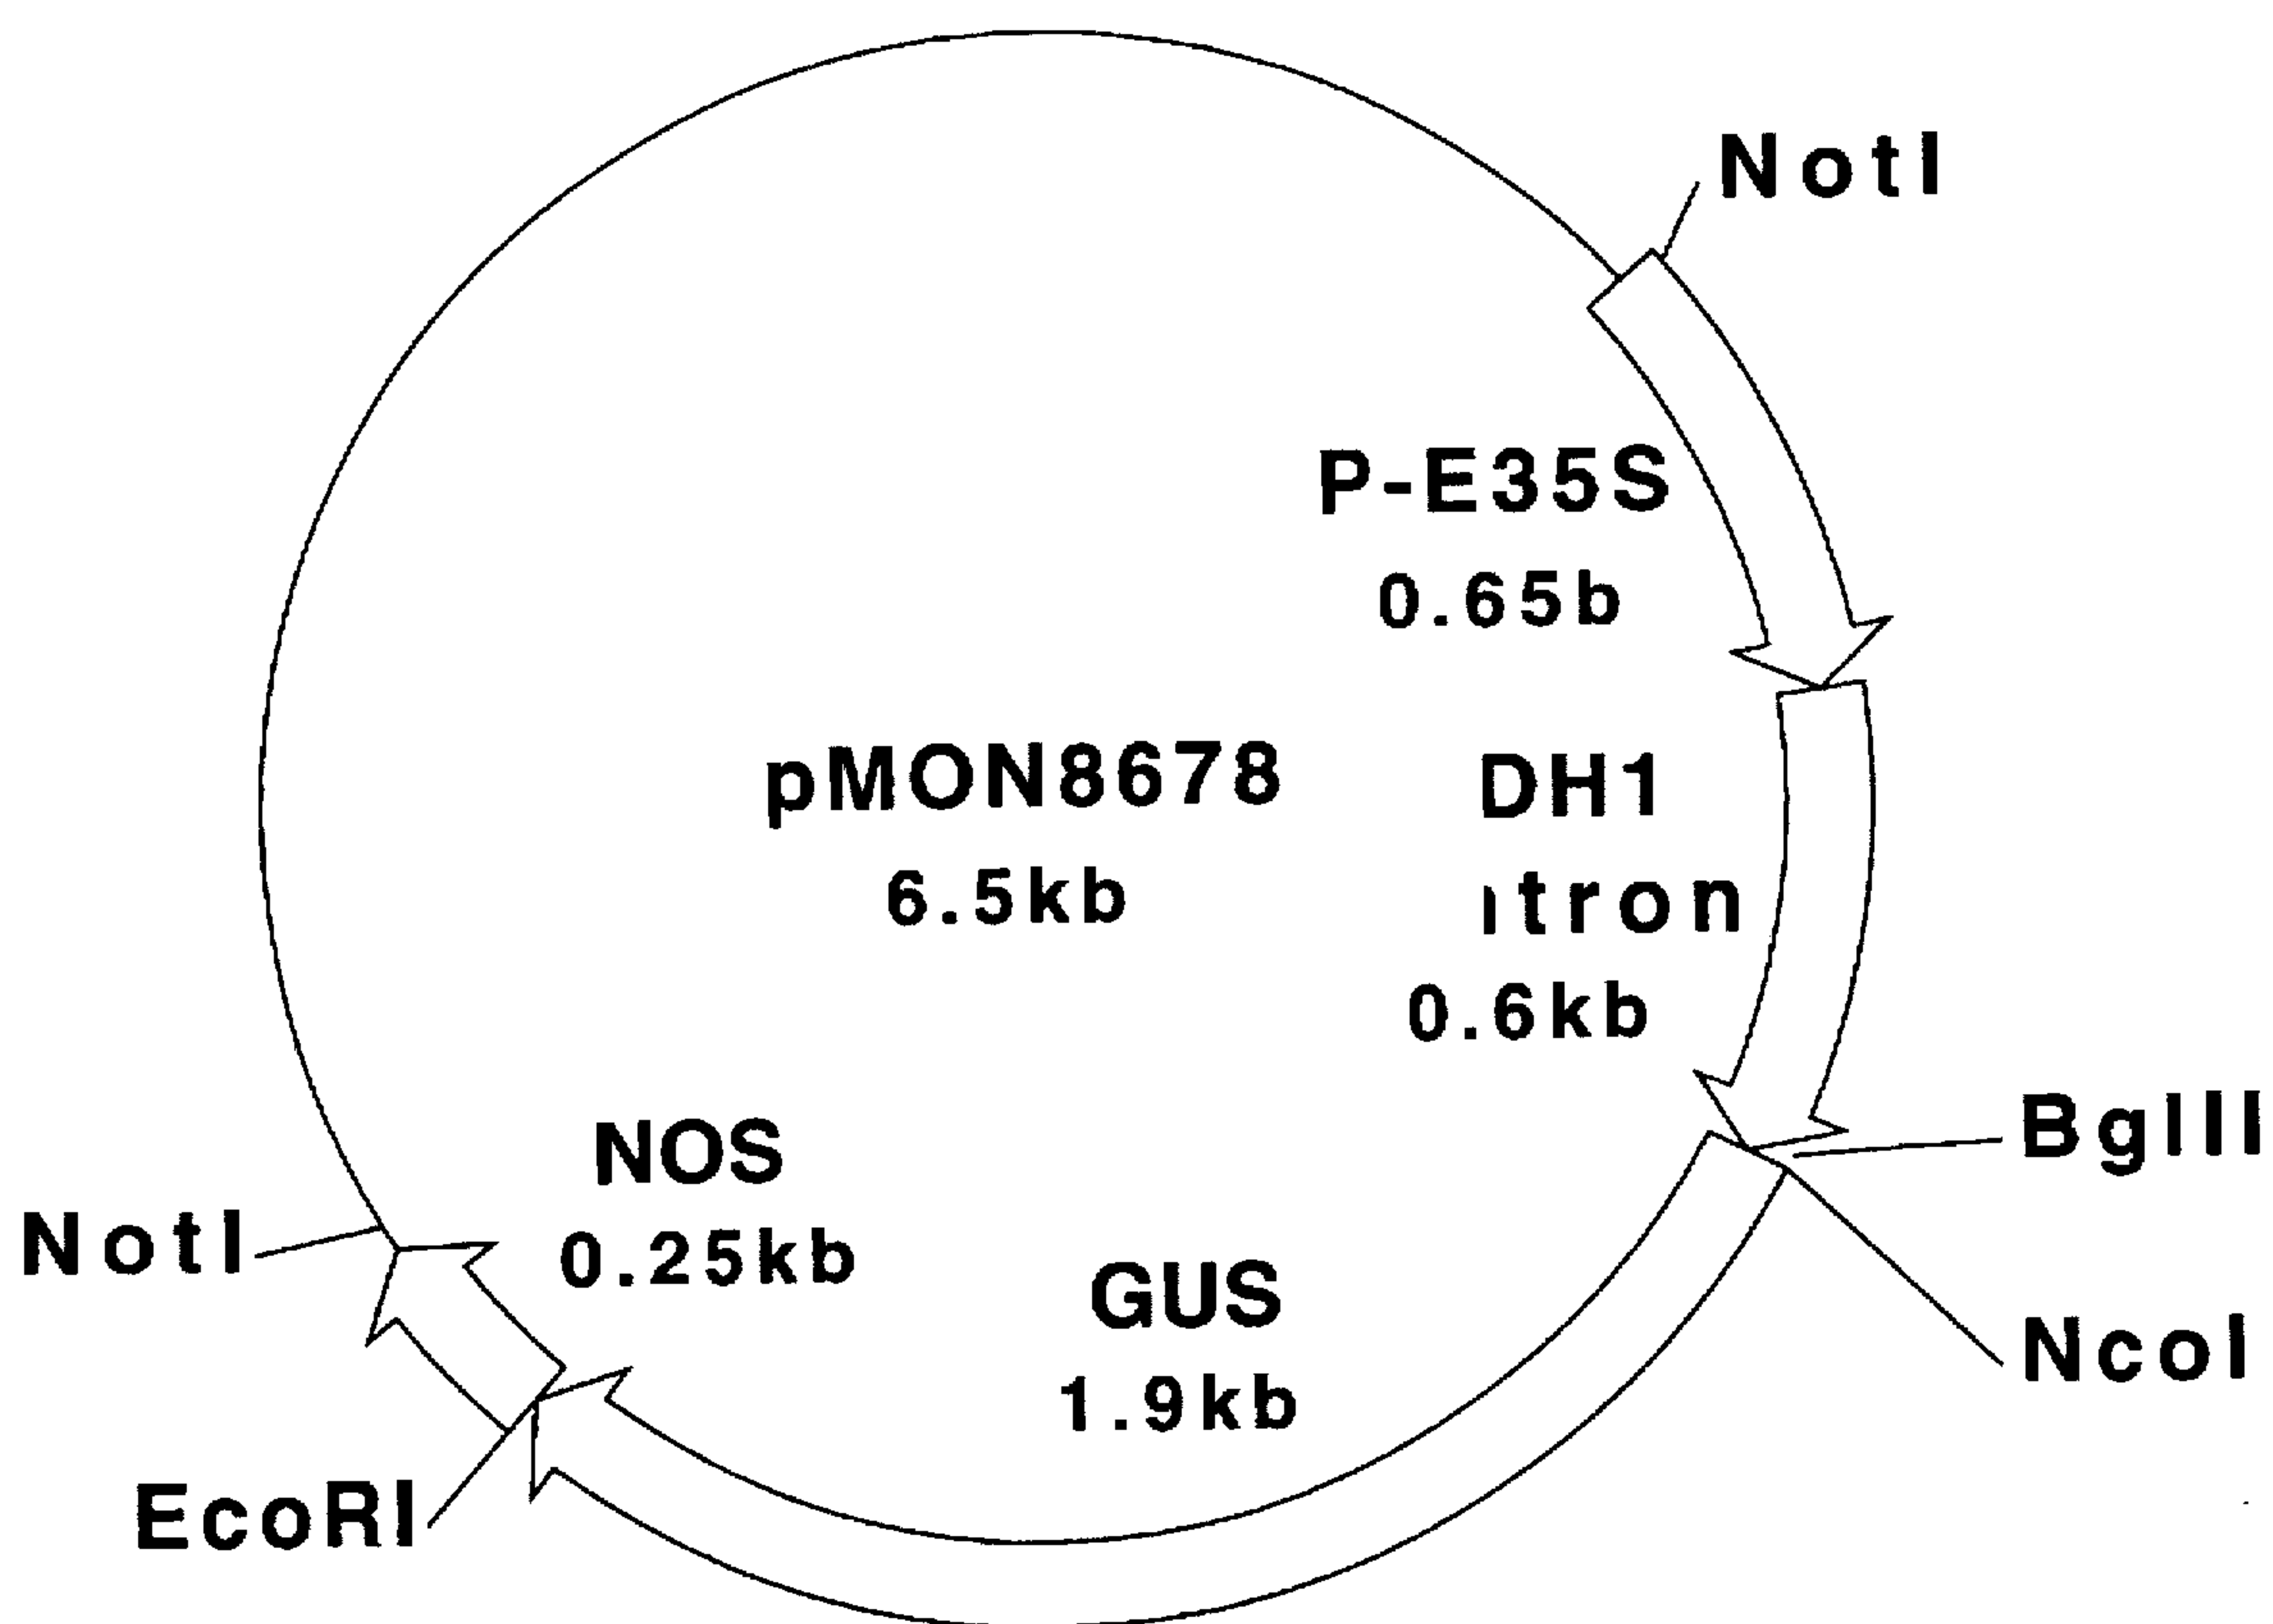 NotI
P-E35S
0.65b
pMON8678
6.5kb
DH1
tron
0.6kb
BglII
NcoI
NOS
0.25kb
NotI
GUS
1.9kb
EcoRI